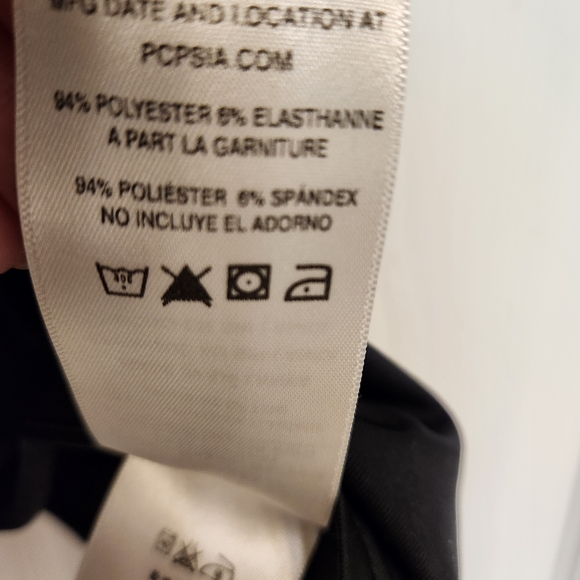 MFG DATE AND LOCATION AT
PCPSIA.COM
94% POLYESTER 6% ELASTHANNE
A PART LA GARNITURE
94% POLIÉSTER 6% SPÁNDEX
NO INCLUYE EL ADORNO